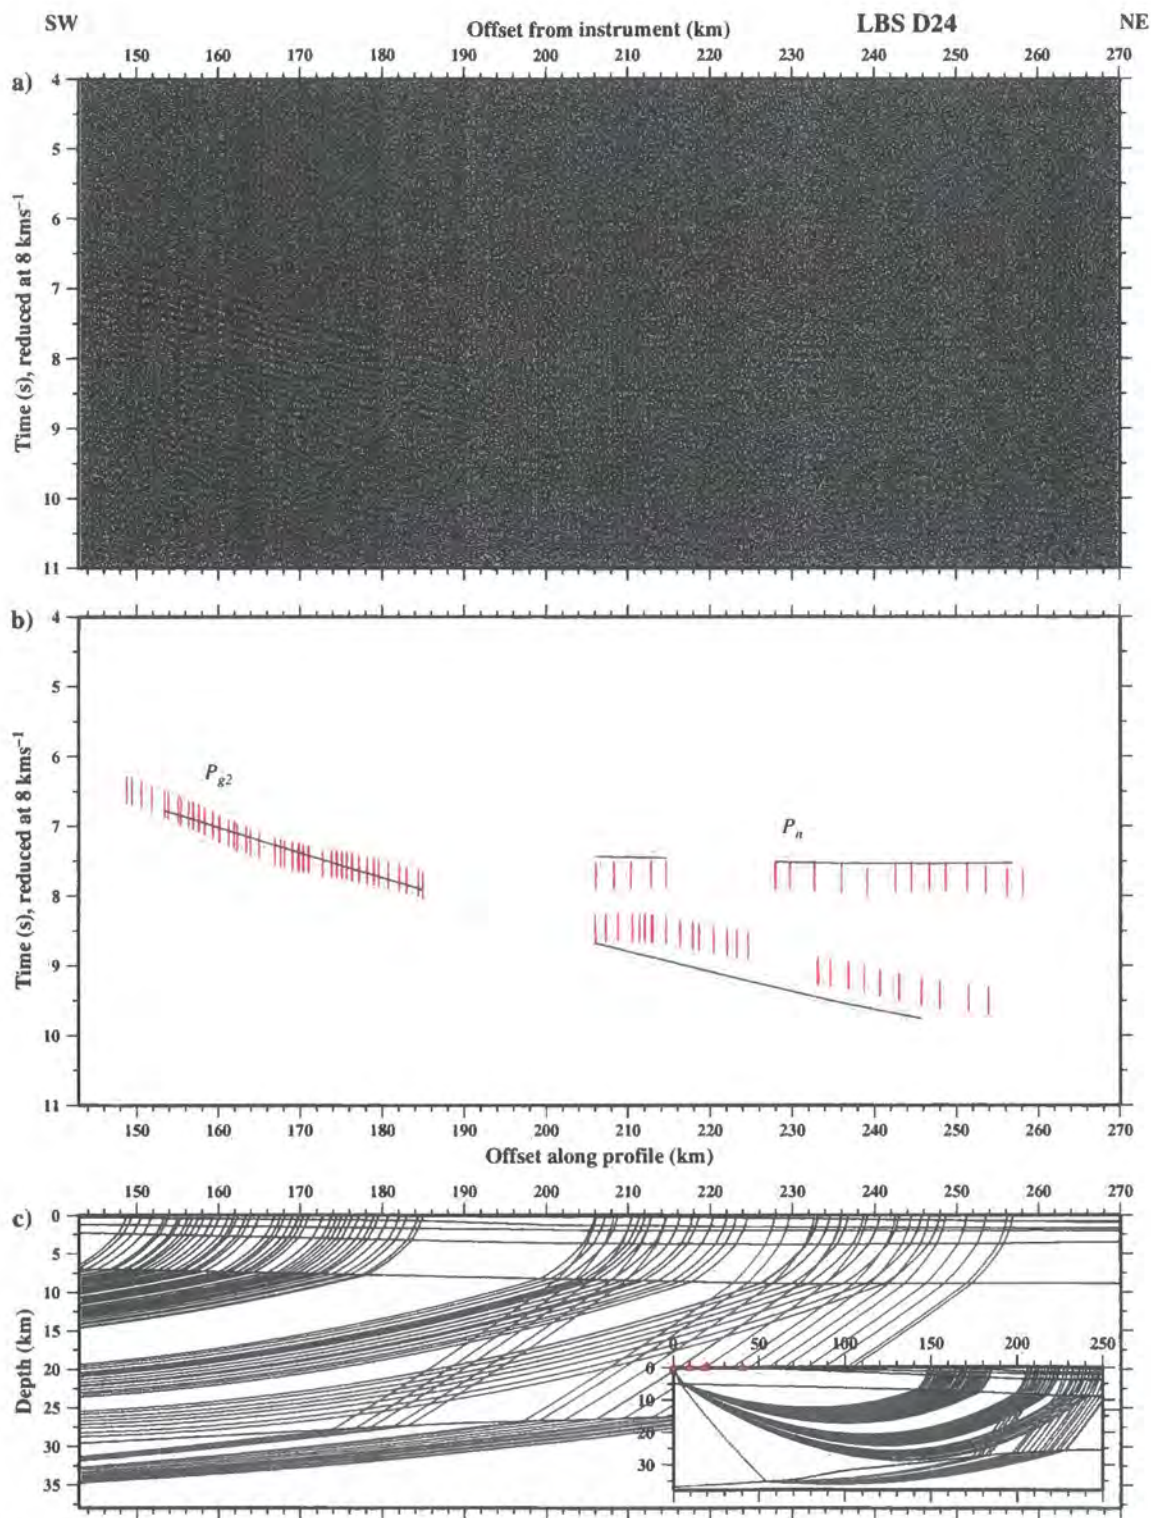 SW Offset from instrument (km) LBS D24 NE
150 160 170 180 190 200 210 220 230 240 250 260 270
a)
4
5
6
7
8
9
10
11
Time (s), reduced at 8 kms⁻¹
b)
4
5
6
7
8
9
10
11
Time (s), reduced at 8 kms⁻¹
Pg2
Pn
150 160 170 180 190 200 210 220 230 240 250 260 270
Offset along profile (km)
150 160 170 180 190 200 210 220 230 240 250 260 270
c)
0
5
10
15
20
25
30
35
Depth (km)
0 50 100 150 200 250
0
10
20
30